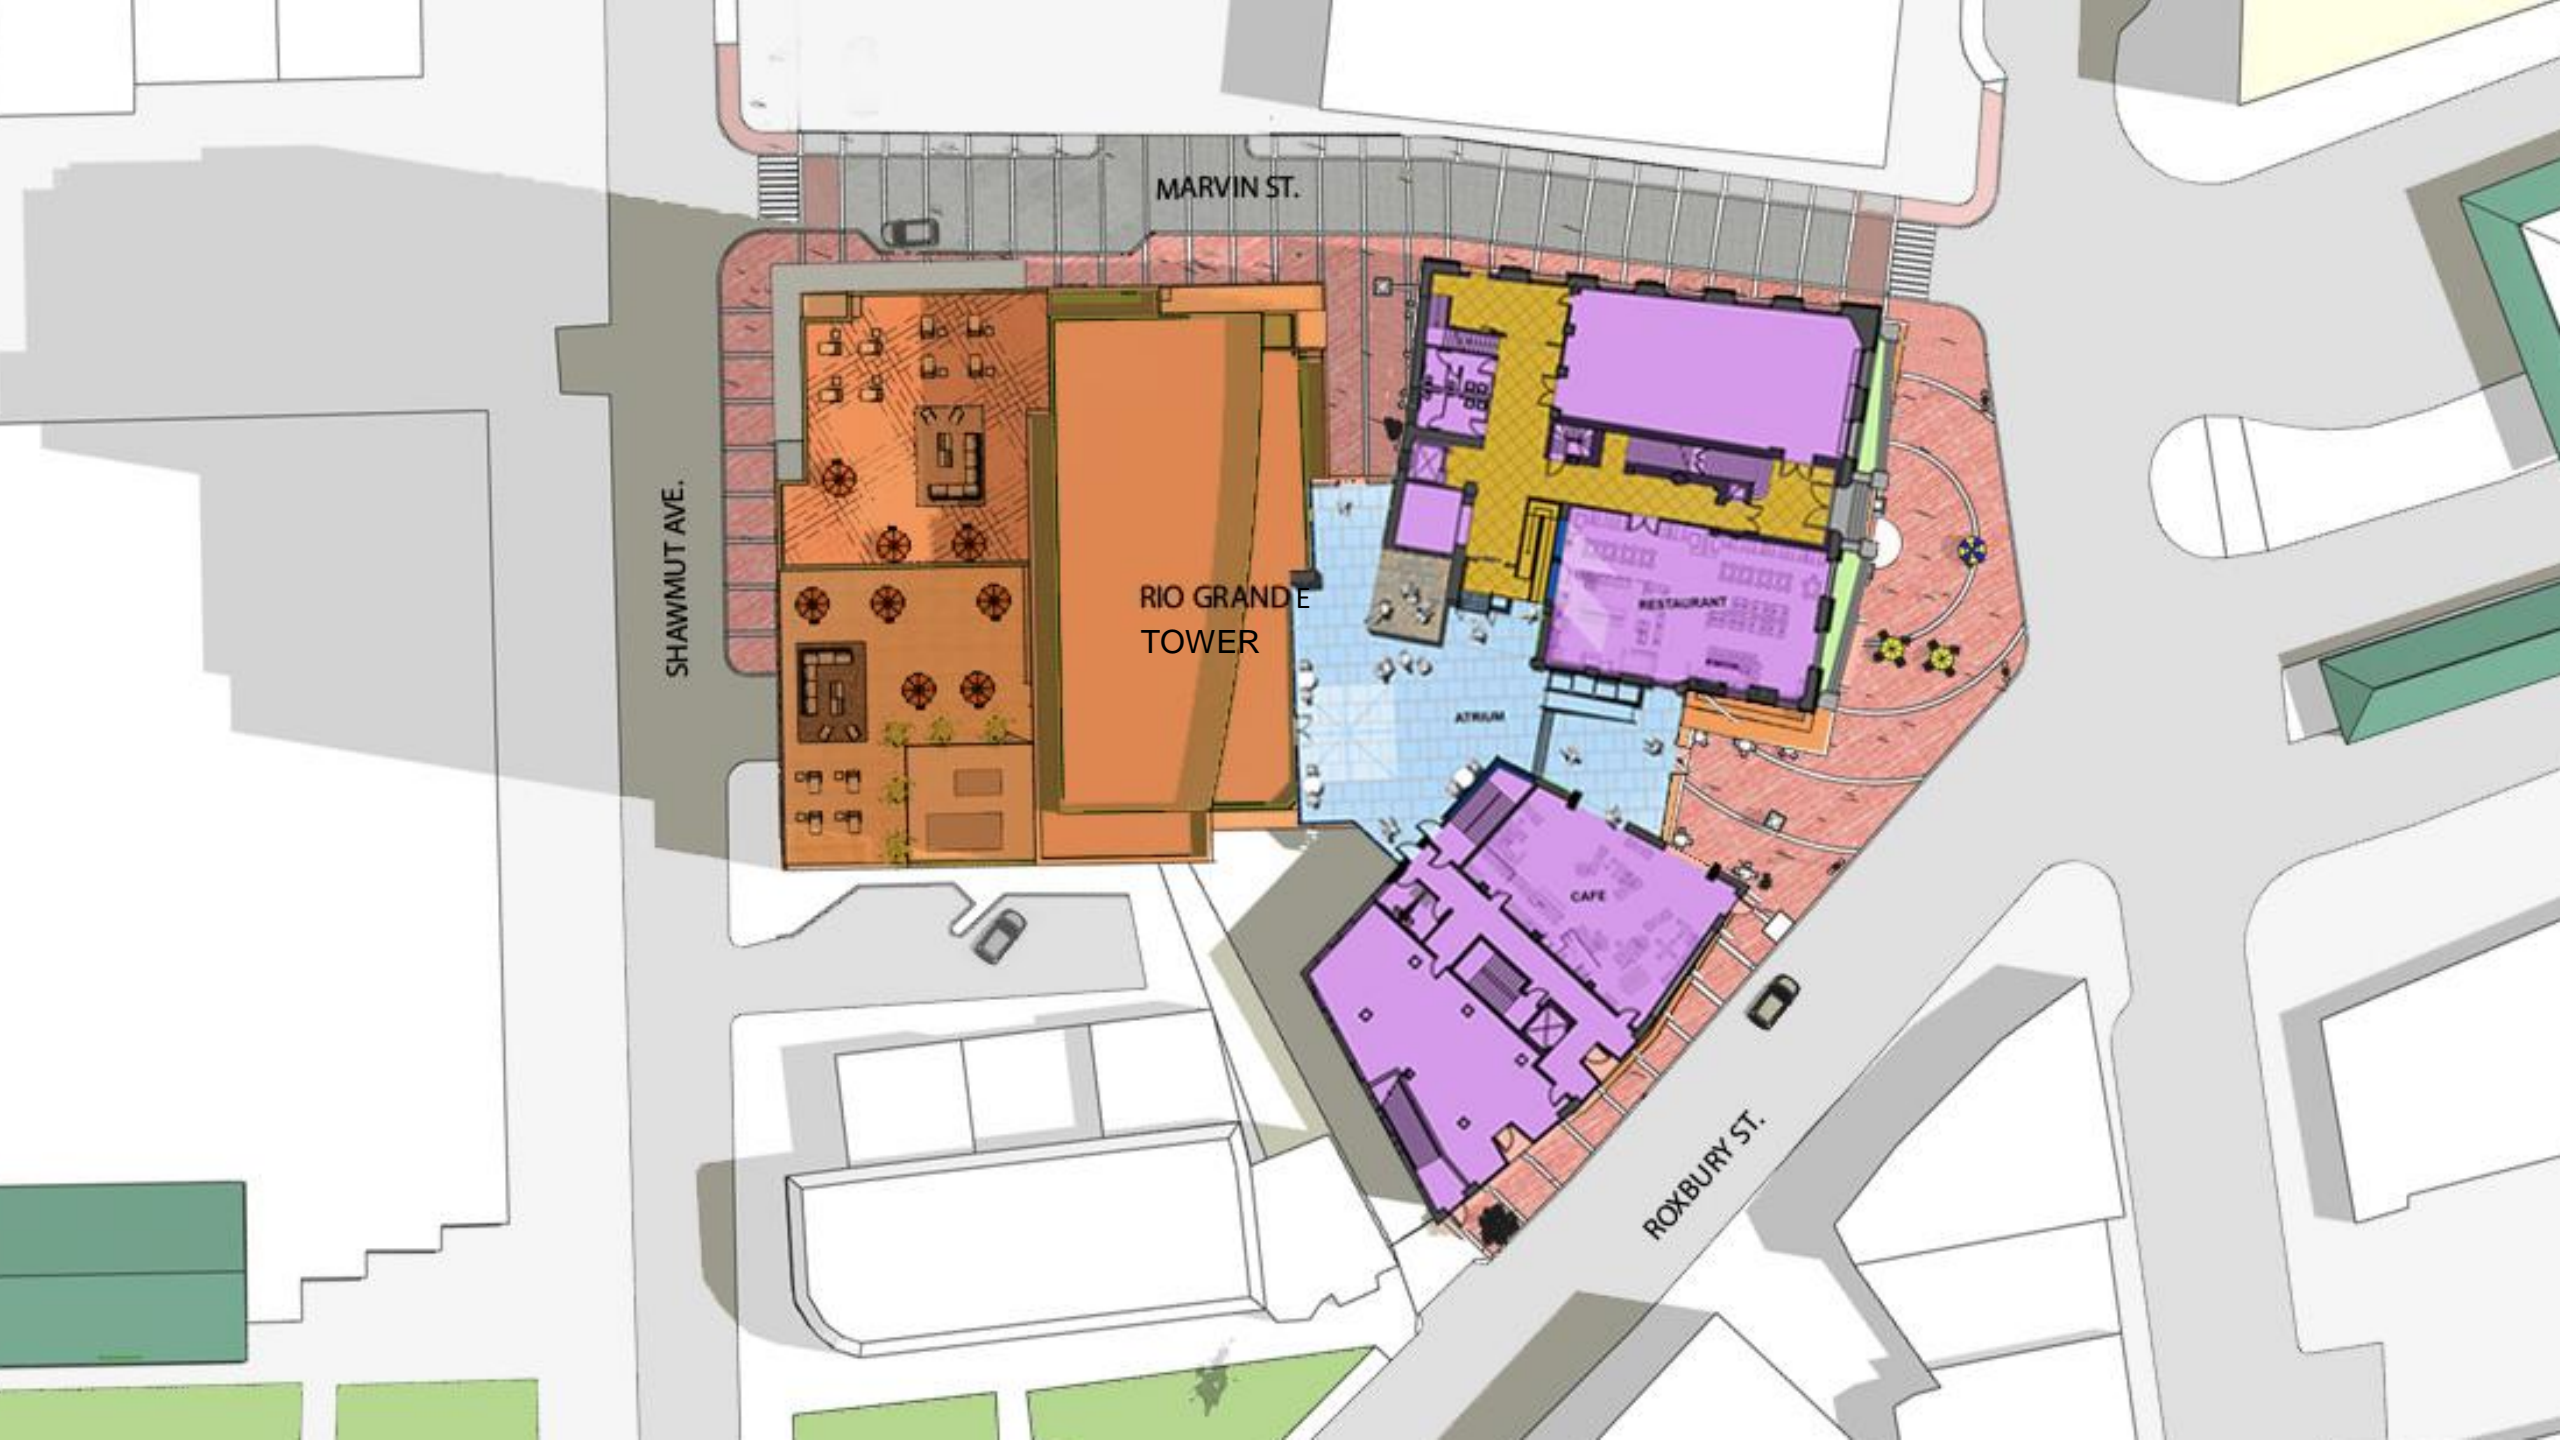 MARVIN ST.
SHAWMUT AVE.
RIO GRANDE
TOWER
RESTAURANT
ATRIUM
CAFE
ROXBURY ST.